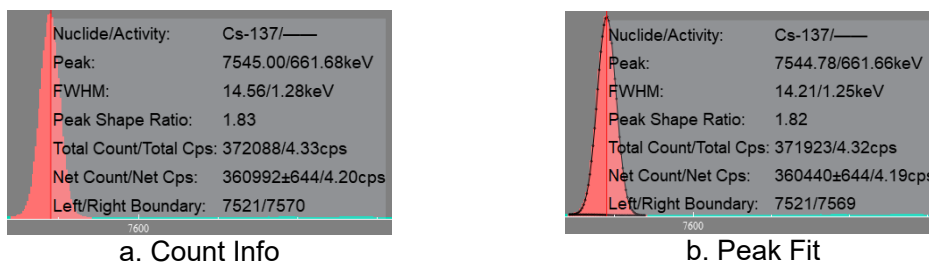 Nuclide/Activity: Cs-137/——
Peak: 7545.00/661.68keV
FWHM: 14.56/1.28keV
Peak Shape Ratio: 1.83
Total Count/Total Cps: 372088/4.33cps
Net Count/Net Cps: 360992±644/4.20cps
Left/Right Boundary: 7521/7570
7600
a. Count Info
Nuclide/Activity: Cs-137/——
Peak: 7544.78/661.66keV
FWHM: 14.21/1.25keV
Peak Shape Ratio: 1.82
Total Count/Total Cps: 371923/4.32cps
Net Count/Net Cps: 360440±644/4.19cps
Left/Right Boundary: 7521/7569
7600
b. Peak Fit